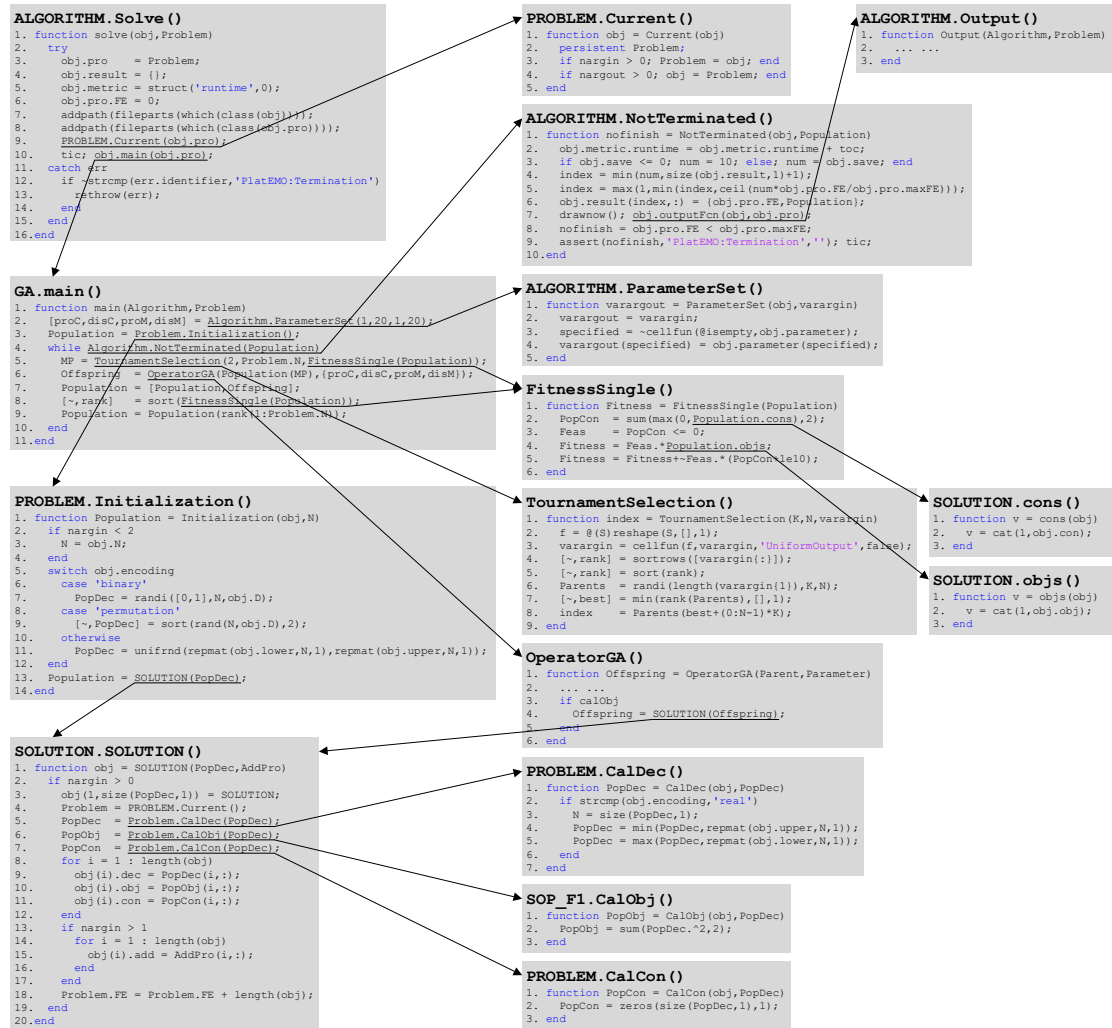 ALGORITHM.Solve()
1. function solve(obj,Problem)
2. try
3. obj.pro = Problem;
4. obj.result = {};
5. obj.metric = struct('runtime',0);
6. obj.pro.FE = 0;
7. addpath(fileparts(which(class(obj))));
8. addpath(fileparts(which(class(obj.pro))));
9. PROBLEM.Current(obj.pro);
10. tic; obj.main(obj.pro);
11. catch err
12. if ~strcmp(err.identifier,'PlatEMO:Termination')
13. rethrow(err);
14. end
15. end
16.end
GA.main()
1. function main(Algorithm,Problem)
2. [proC,disC,proM,disM] = Algorithm.ParameterSet(1,20,1,20);
3. Population = Problem.Initialization();
4. while Algorithm.NotTerminated(Population)
5. MP = TournamentSelection(2,Problem.N,FitnessSingle(Population));
6. Offspring = OperatorGA(Population(MP),{proC,disC,proM,disM});
7. Population = [Population,Offspring];
8. [~,rank] = sort(FitnessSingle(Population));
9. Population = Population(rank(1:Problem.N));
10. end
11.end
PROBLEM.Initialization()
1. function Population = Initialization(obj,N)
2. if nargin < 2
3. N = obj.N;
4. end
5. switch obj.encoding
6. case 'binary'
7. PopDec = randi([0,1],N,obj.D);
8. case 'permutation'
9. [~,PopDec] = sort(rand(N,obj.D),2);
10. otherwise
11. PopDec = unifrnd(repmat(obj.lower,N,1),repmat(obj.upper,N,1));
12. end
13. Population = SOLUTION(PopDec);
14.end
SOLUTION.SOLUTION()
1. function obj = SOLUTION(PopDec,AddPro)
2. if nargin > 0
3. obj(1,size(PopDec,1)) = SOLUTION;
4. Problem = PROBLEM.Current();
5. PopDec = Problem.CalDec(PopDec);
6. PopObj = Problem.CalObj(PopDec);
7. PopCon = Problem.CalCon(PopDec);
8. for i = 1 : length(obj)
9. obj(i).dec = PopDec(i,:);
10. obj(i).obj = PopObj(i,:);
11. obj(i).con = PopCon(i,:);
12. end
13. if nargin > 1
14. for i = 1 : length(obj)
15. obj(i).add = AddPro(i,:);
16. end
17. end
18. Problem.FE = Problem.FE + length(obj);
19. end
20.end
PROBLEM.Current()
1. function obj = Current(obj)
2. persistent Problem;
3. if nargin > 0; Problem = obj; end
4. if nargout > 0; obj = Problem; end
5. end
ALGORITHM.Output()
1. function Output(Algorithm,Problem)
2. ... ...
3. end
ALGORITHM.NotTerminated()
1. function nofinish = NotTerminated(obj,Population)
2. obj.metric.runtime = obj.metric.runtime + toc;
3. if obj.save <= 0; num = 10; else; num = obj.save; end
4. index = min(num,size(obj.result,1)+1);
5. index = max(1,min(index,ceil(num*obj.pro.FE/obj.pro.maxFE)));
6. obj.result(index,:) = {obj.pro.FE,Population};
7. drawnow(); obj.outputFcn(obj,obj.pro);
8. nofinish = obj.pro.FE < obj.pro.maxFE;
9. assert(nofinish,'PlatEMO:Termination',''); tic;
10.end
ALGORITHM.ParameterSet()
1. function varargout = ParameterSet(obj,varargin)
2. varargout = varargin;
3. specified = ~cellfun(@isempty,obj.parameter);
4. varargout(specified) = obj.parameter(specified);
5. end
FitnessSingle()
1. function Fitness = FitnessSingle(Population)
2. PopCon = sum(max(0,Population.cons),2);
3. Feas = PopCon <= 0;
4. Fitness = Feas.*Population.objs;
5. Fitness = Fitness+~Feas.*(PopCon+1e10);
6. end
TournamentSelection()
1. function index = TournamentSelection(K,N,varargin)
2. f = @(S)reshape(S,[],1);
3. varargin = cellfun(f,varargin,'UniformOutput',false);
4. [~,rank] = sortrows([varargin{:}]);
5. [~,rank] = sort(rank);
6. Parents = randi(length(varargin{1}),K,N);
7. [~,best] = min(rank(Parents),[],1);
8. index = Parents(best+(0:N-1)*K);
9. end
SOLUTION.cons()
1. function v = cons(obj)
2. v = cat(1,obj.con);
3. end
SOLUTION.objs()
1. function v = objs(obj)
2. v = cat(1,obj.obj);
3. end
OperatorGA()
1. function Offspring = OperatorGA(Parent,Parameter)
2. ... ...
3. if calObj
4. Offspring = SOLUTION(Offspring);
5. end
6. end
PROBLEM.CalDec()
1. function PopDec = CalDec(obj,PopDec)
2. if strcmp(obj.encoding,'real')
3. N = size(PopDec,1);
4. PopDec = min(PopDec,repmat(obj.upper,N,1));
5. PopDec = max(PopDec,repmat(obj.lower,N,1));
6. end
7. end
SOP_F1.CalObj()
1. function PopObj = CalObj(obj,PopDec)
2. PopObj = sum(PopDec.^2,2);
3. end
PROBLEM.CalCon()
1. function PopCon = CalCon(obj,PopDec)
2. PopCon = zeros(size(PopDec,1),1);
3. end